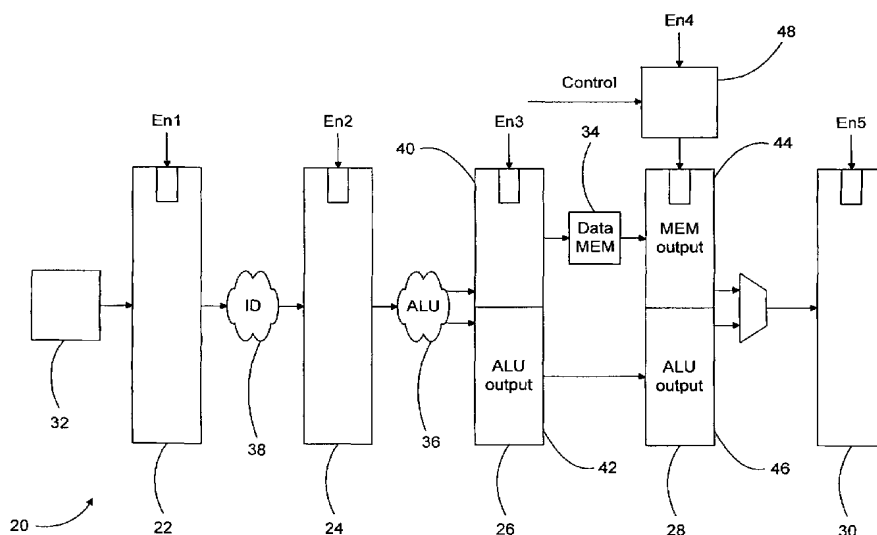 En4
48
Control
En1
En2
En3
40
34
44
En5
Data
MEM
MEM
output
ID
ALU
ALU
output
ALU
output
32
38
36
42
46
20
22
24
26
28
30